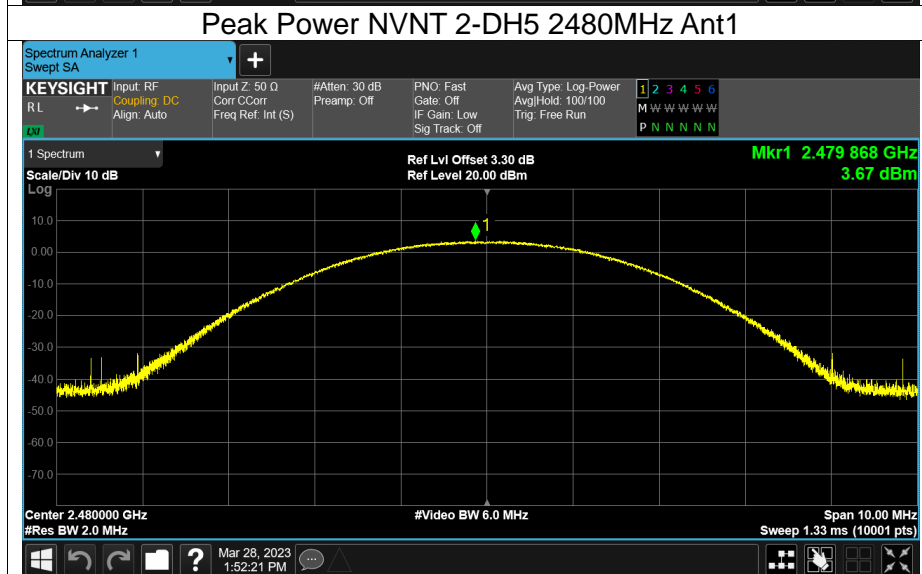 Peak Power NVNT 2-DH5 2480MHz Ant1
Spectrum Analyzer 1
Swept SA
+
KEYSIGHT
R L
LXI
Input: RF
Coupling: DC
Align: Auto
Input Z: 50 Ω
Corr CCorr
Freq Ref: Int (S)
#Atten: 30 dB
Preamp: Off
PNO: Fast
Gate: Off
IF Gain: Low
Sig Track: Off
Avg Type: Log-Power
Avg|Hold: 100/100
Trig: Free Run
1 2 3 4 5 6
M W W W W W
P N N N N N
1 Spectrum
Scale/Div 10 dB
Log
Ref Lvl Offset 3.30 dB
Ref Level 20.00 dBm
Mkr1 2.479 868 GHz
3.67 dBm
1
10.0
0.00
-10.0
-20.0
-30.0
-40.0
-50.0
-60.0
-70.0
Center 2.480000 GHz
#Res BW 2.0 MHz
#Video BW 6.0 MHz
Span 10.00 MHz
Sweep 1.33 ms (10001 pts)
?
Mar 28, 2023
1:52:21 PM